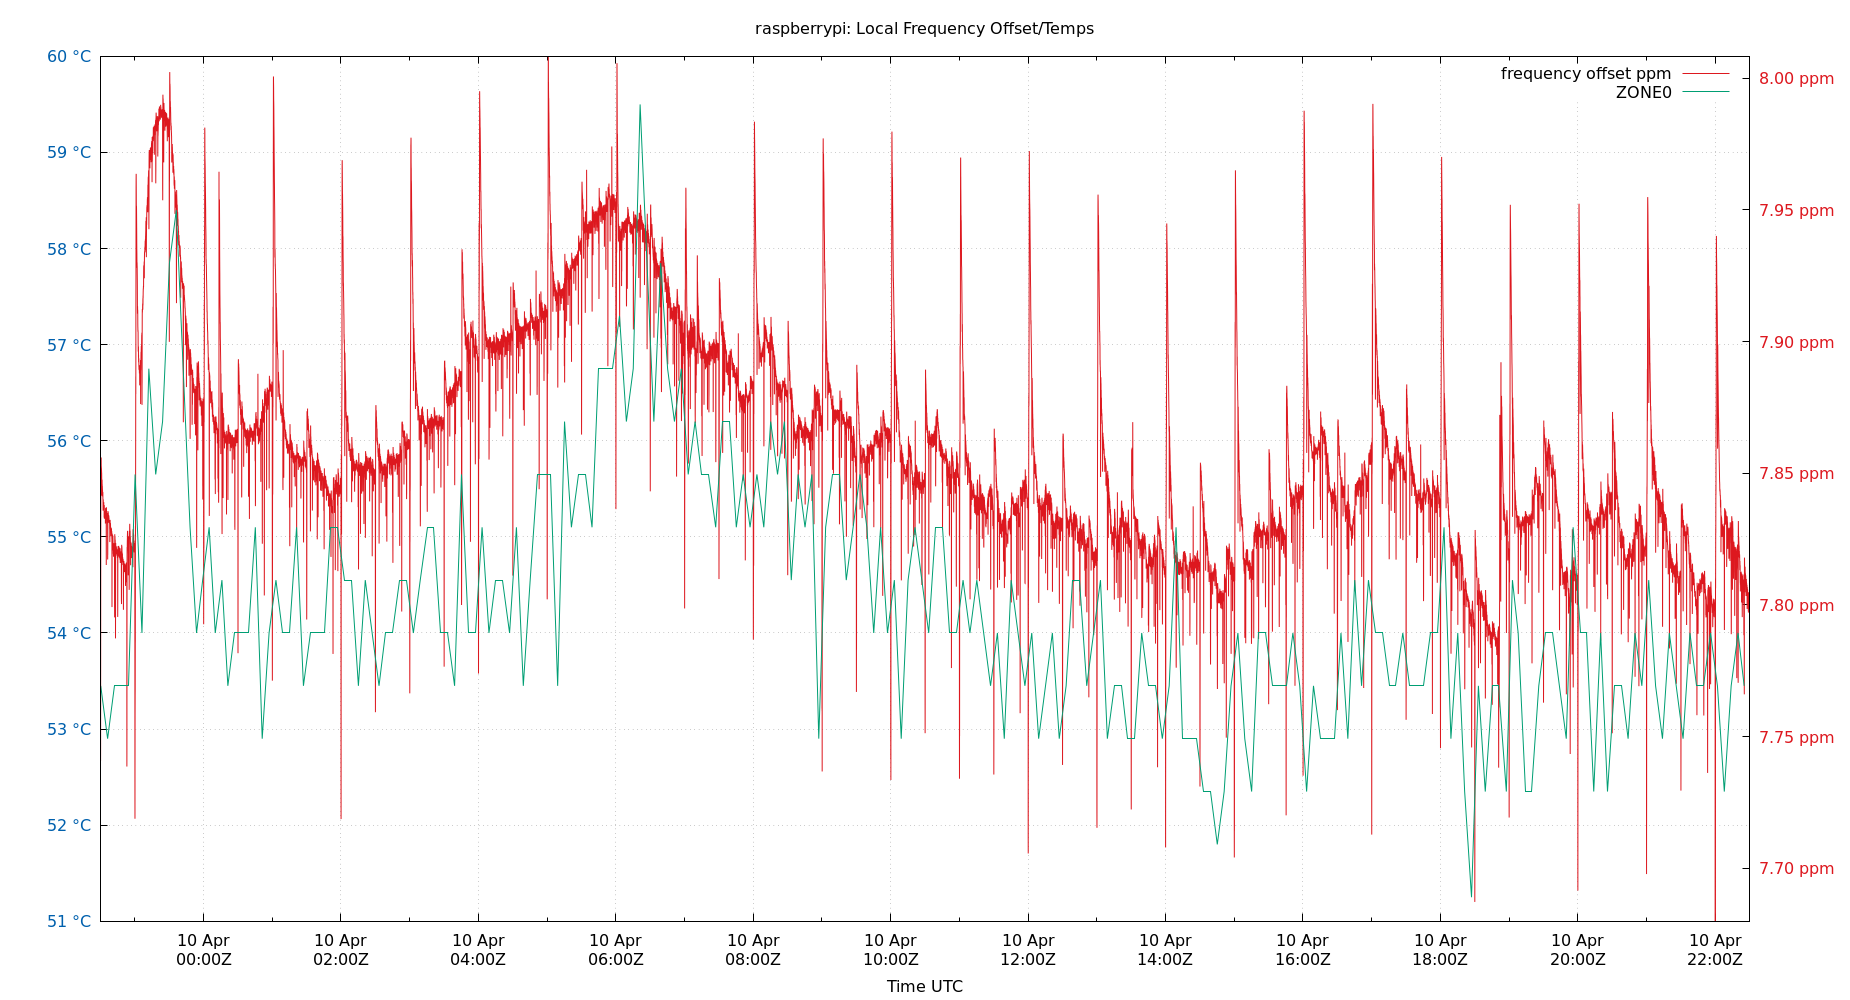 raspberrypi: Local Frequency Offset/Temps
frequency offset ppm
ZONE0
60 °C
59 °C
58 °C
57 °C
56 °C
55 °C
54 °C
53 °C
52 °C
51 °C
8.00 ppm
7.95 ppm
7.90 ppm
7.85 ppm
7.80 ppm
7.75 ppm
7.70 ppm
10 Apr 10 Apr 10 Apr 10 Apr 10 Apr 10 Apr 10 Apr 10 Apr 10 Apr 10 Apr 10 Apr 10 Apr
00:00Z 02:00Z 04:00Z 06:00Z 08:00Z 10:00Z 12:00Z 14:00Z 16:00Z 18:00Z 20:00Z 22:00Z
Time UTC